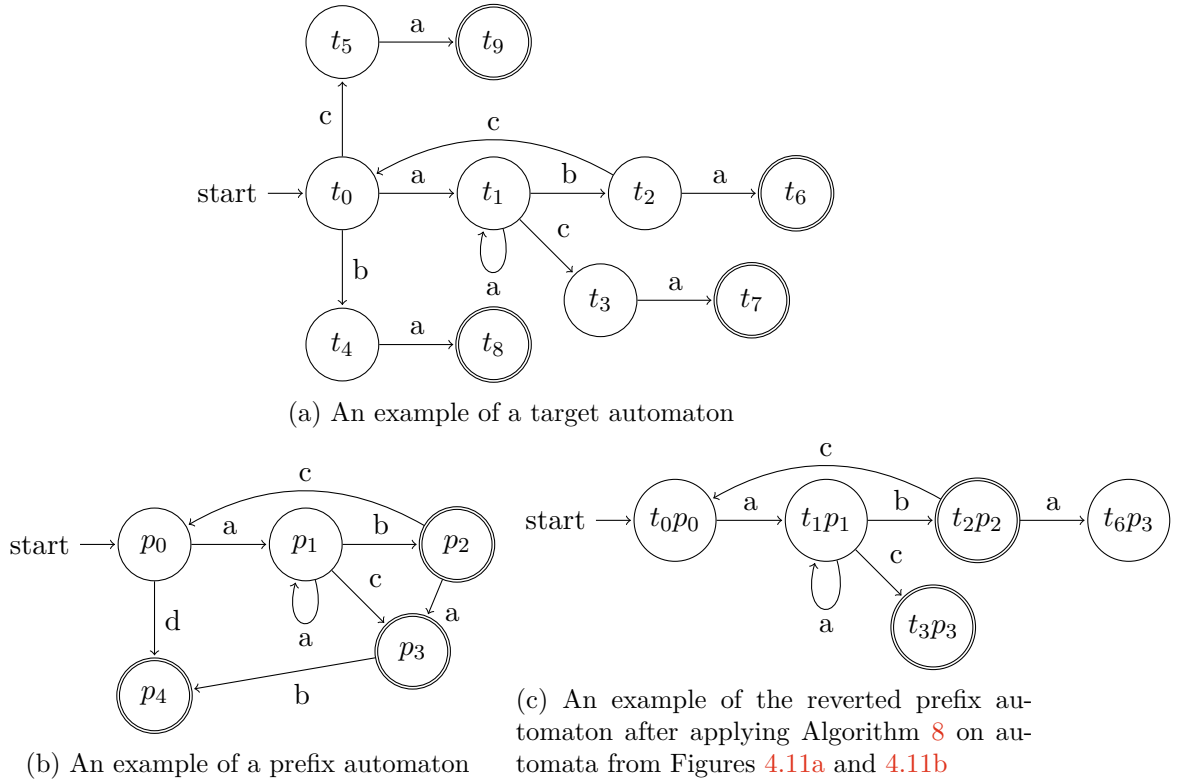 a
t5 t9
c
c
start t0 a t1 b t2 a t6
c
b
a
t3 a t7
t4 a t8
(a) An example of a target automaton
c
start p0 a p1 b p2
c
d
a
a
p3
p4
b
(b) An example of a prefix automaton
c
start t0p0 a t1p1 b t2p2 a t6p3
c
a
t3p3
(c) An example of the reverted prefix au-
tomaton after applying Algorithm 8 on au-
tomata from Figures 4.11a and 4.11b